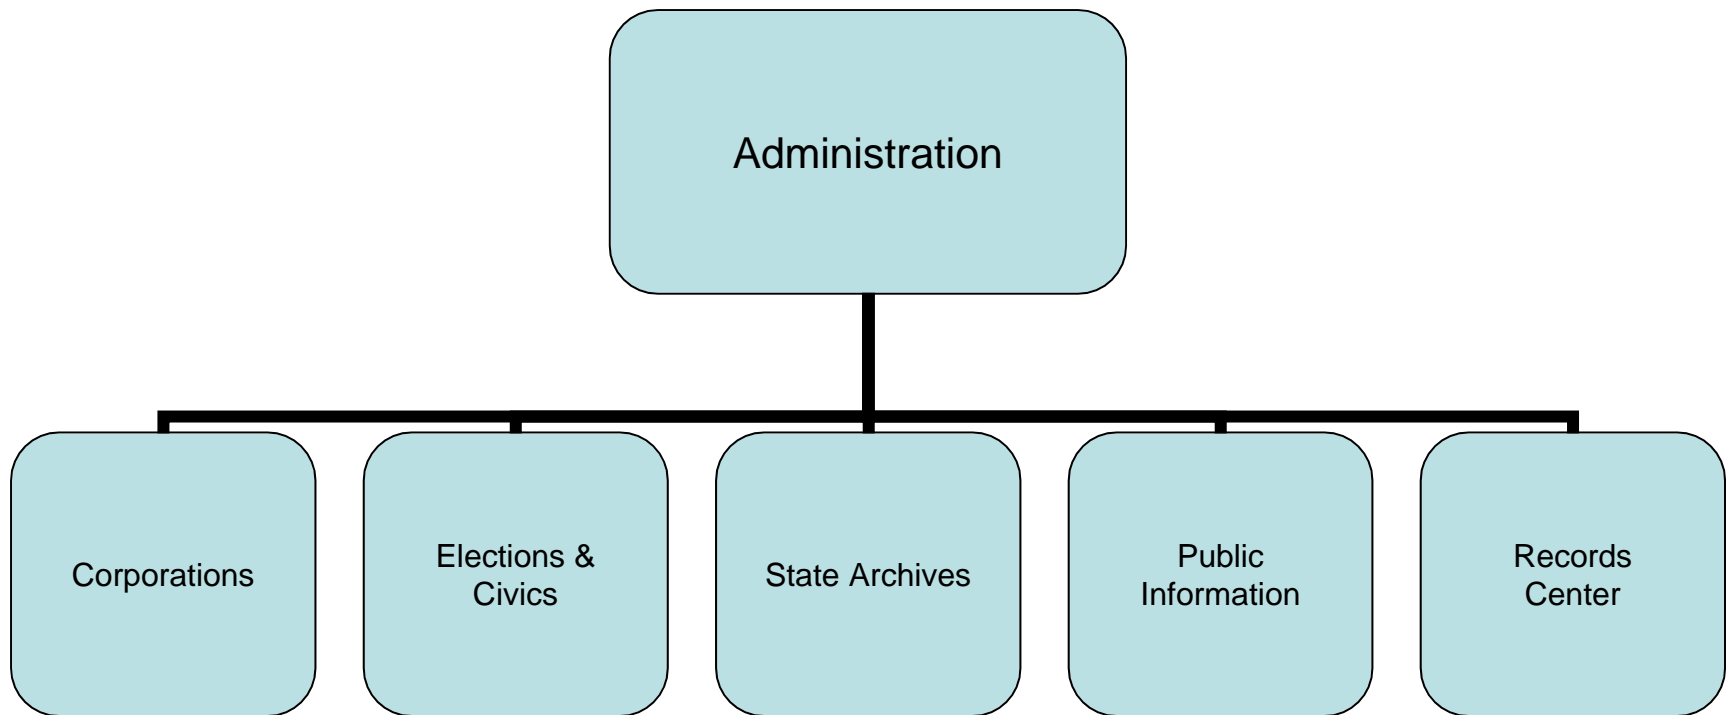 Administration
Corporations
Elections &
Civics
State Archives
Public
Information
Records
Center